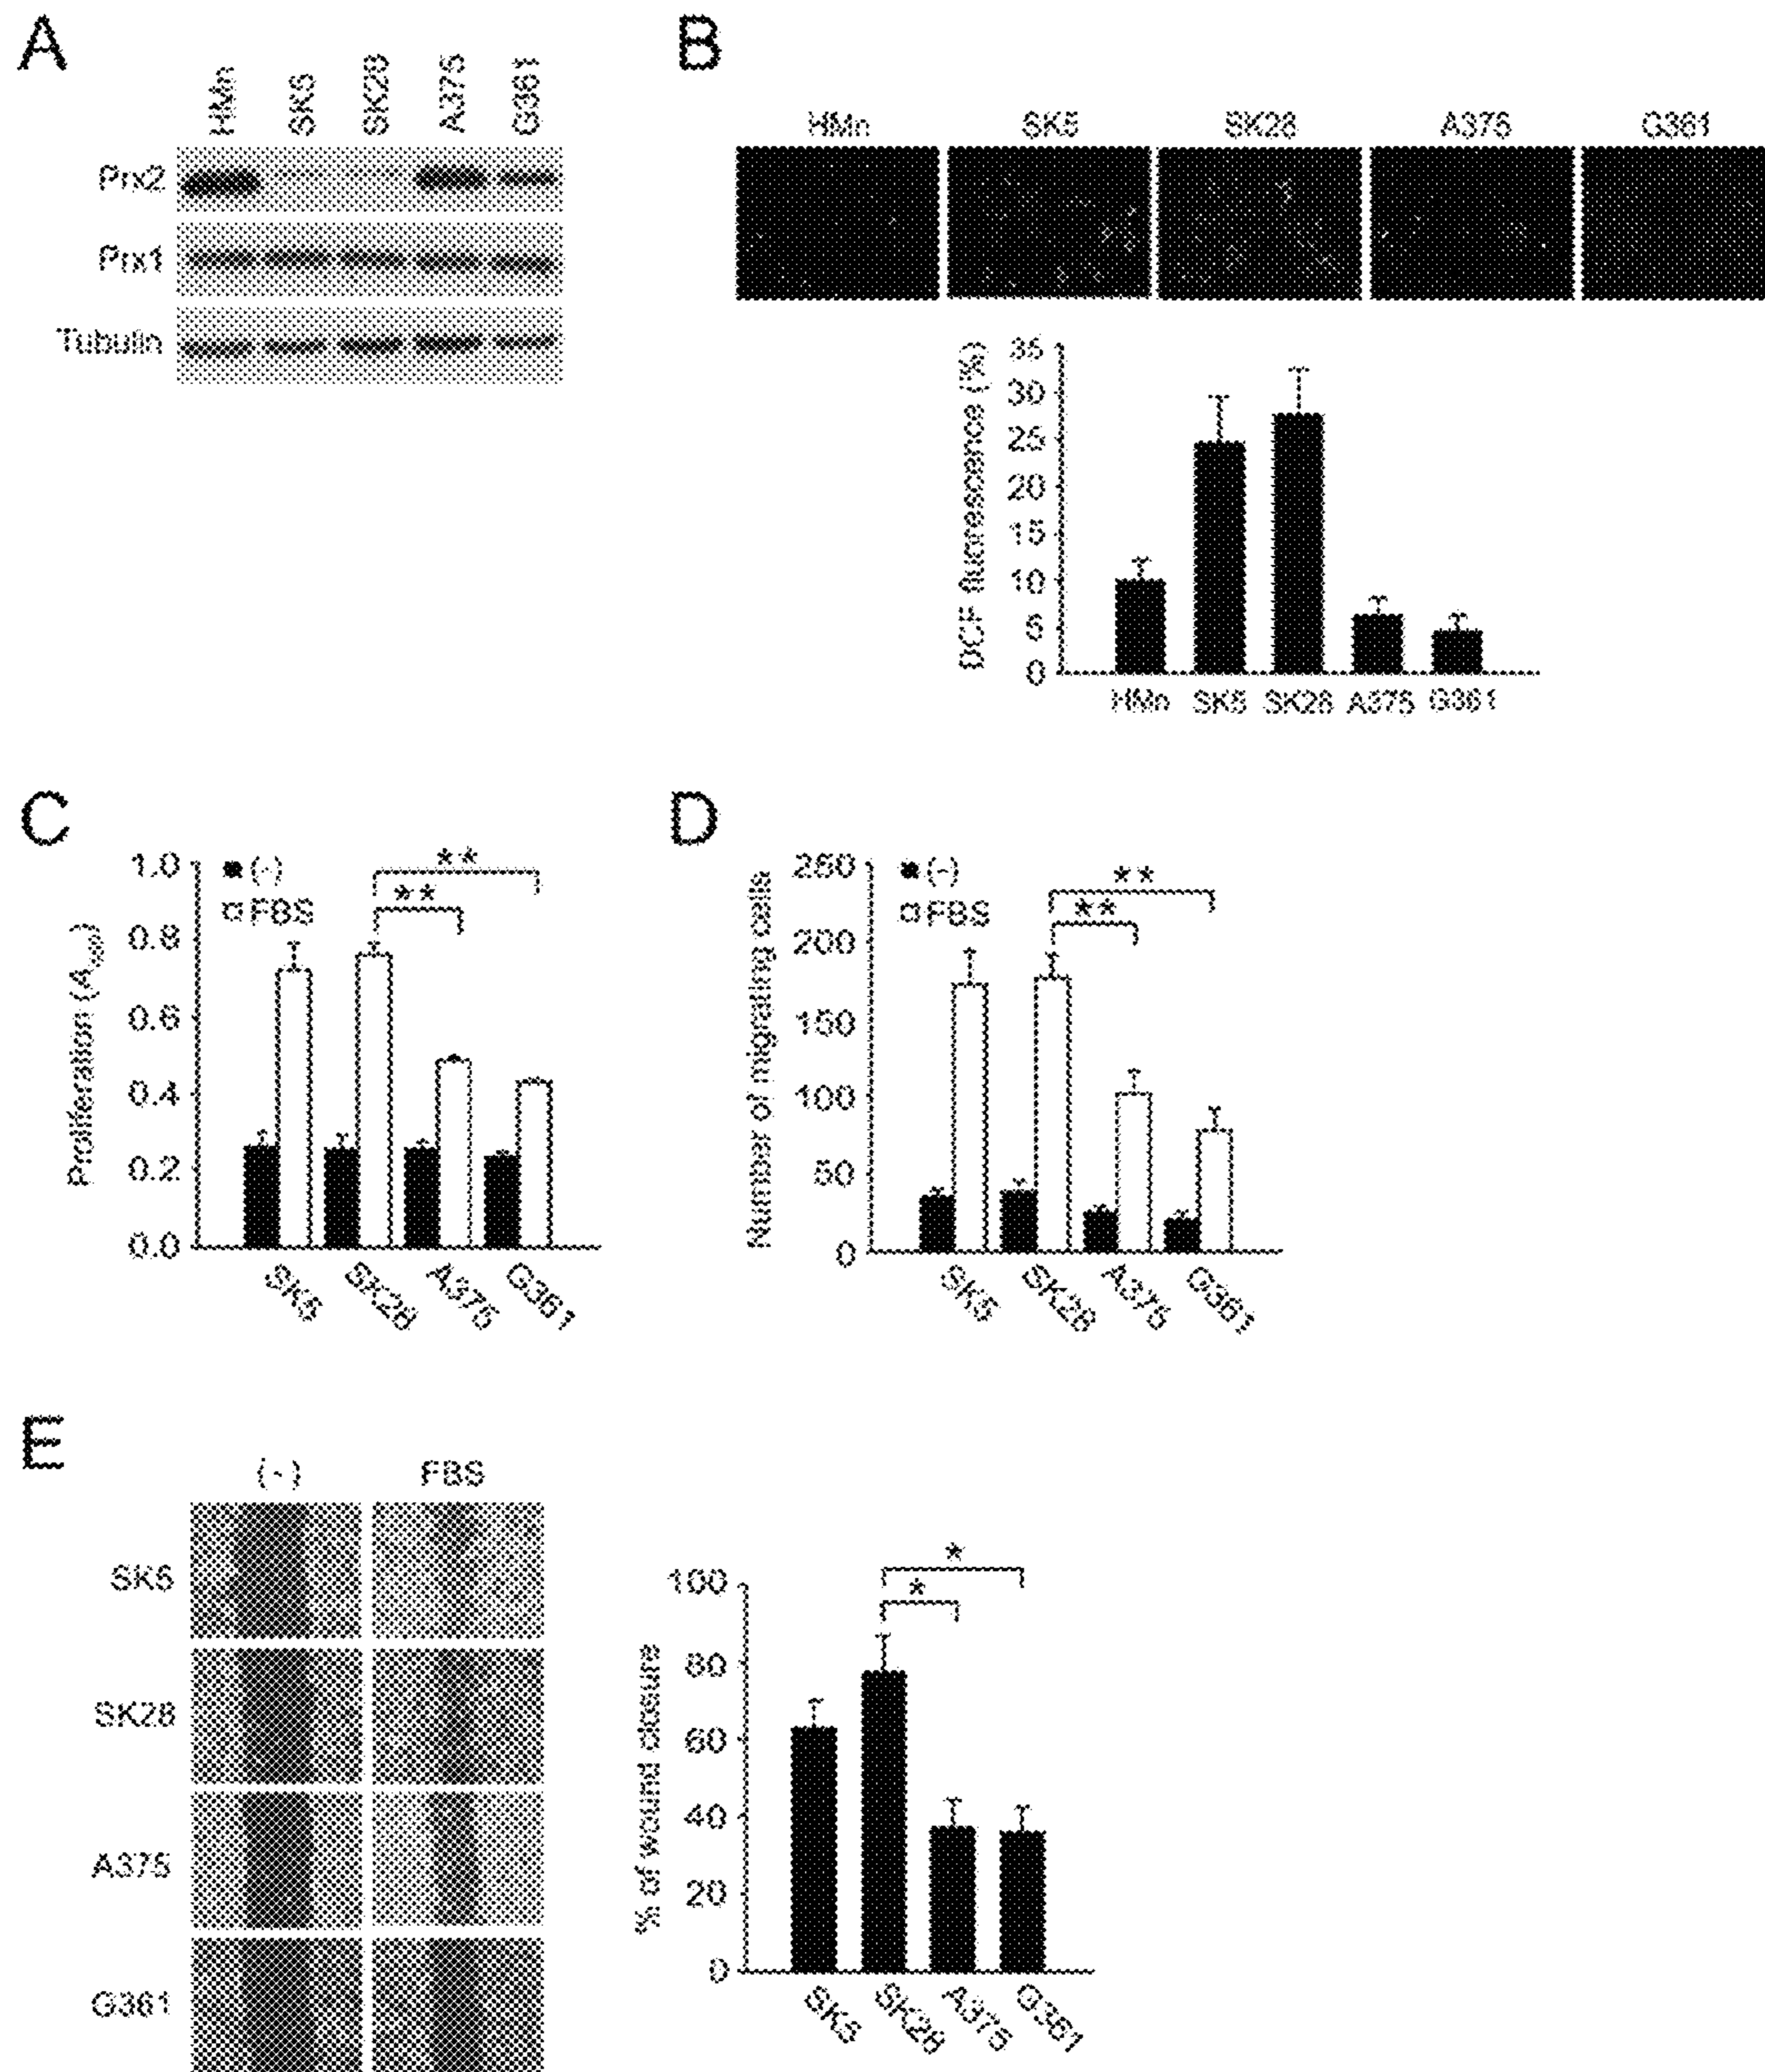 A
HMn SK5 SK28 A375 G361
Prx2
Prx1
Tubulin
B
HMn SK5 SK28 A375 G361
DCF fluorescence (%)
35
30
25
20
15
10
5
0
HMn SK5 SK28 A375 G361
C
Proliferation (A
1.0
0.8
0.6
0.4
0.2
0.0
(-)
FBS
**
**
SK5 SK28 A375 G361
D
Number of migrating cells
250
200
150
100
50
0
(-)
FBS
**
**
SK5 SK28 A375 G361
E
(-) FBS
SK5
SK28
A375
G361
% of wound closure
100
80
60
40
20
0
*
*
SK5 SK28 A375 G361